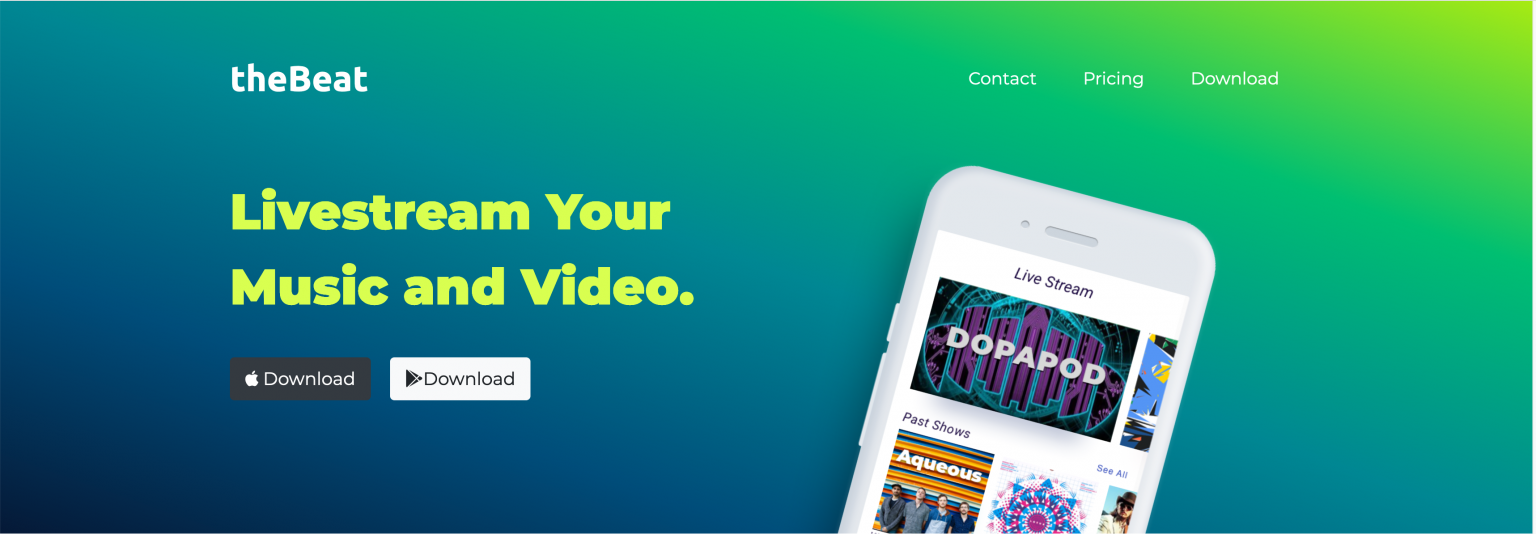 theBeat
Contact Pricing Download
Livestream Your
Music and Video.
Download Download
Live Stream
DOPAPOD
Past Shows
See All
Aqueous